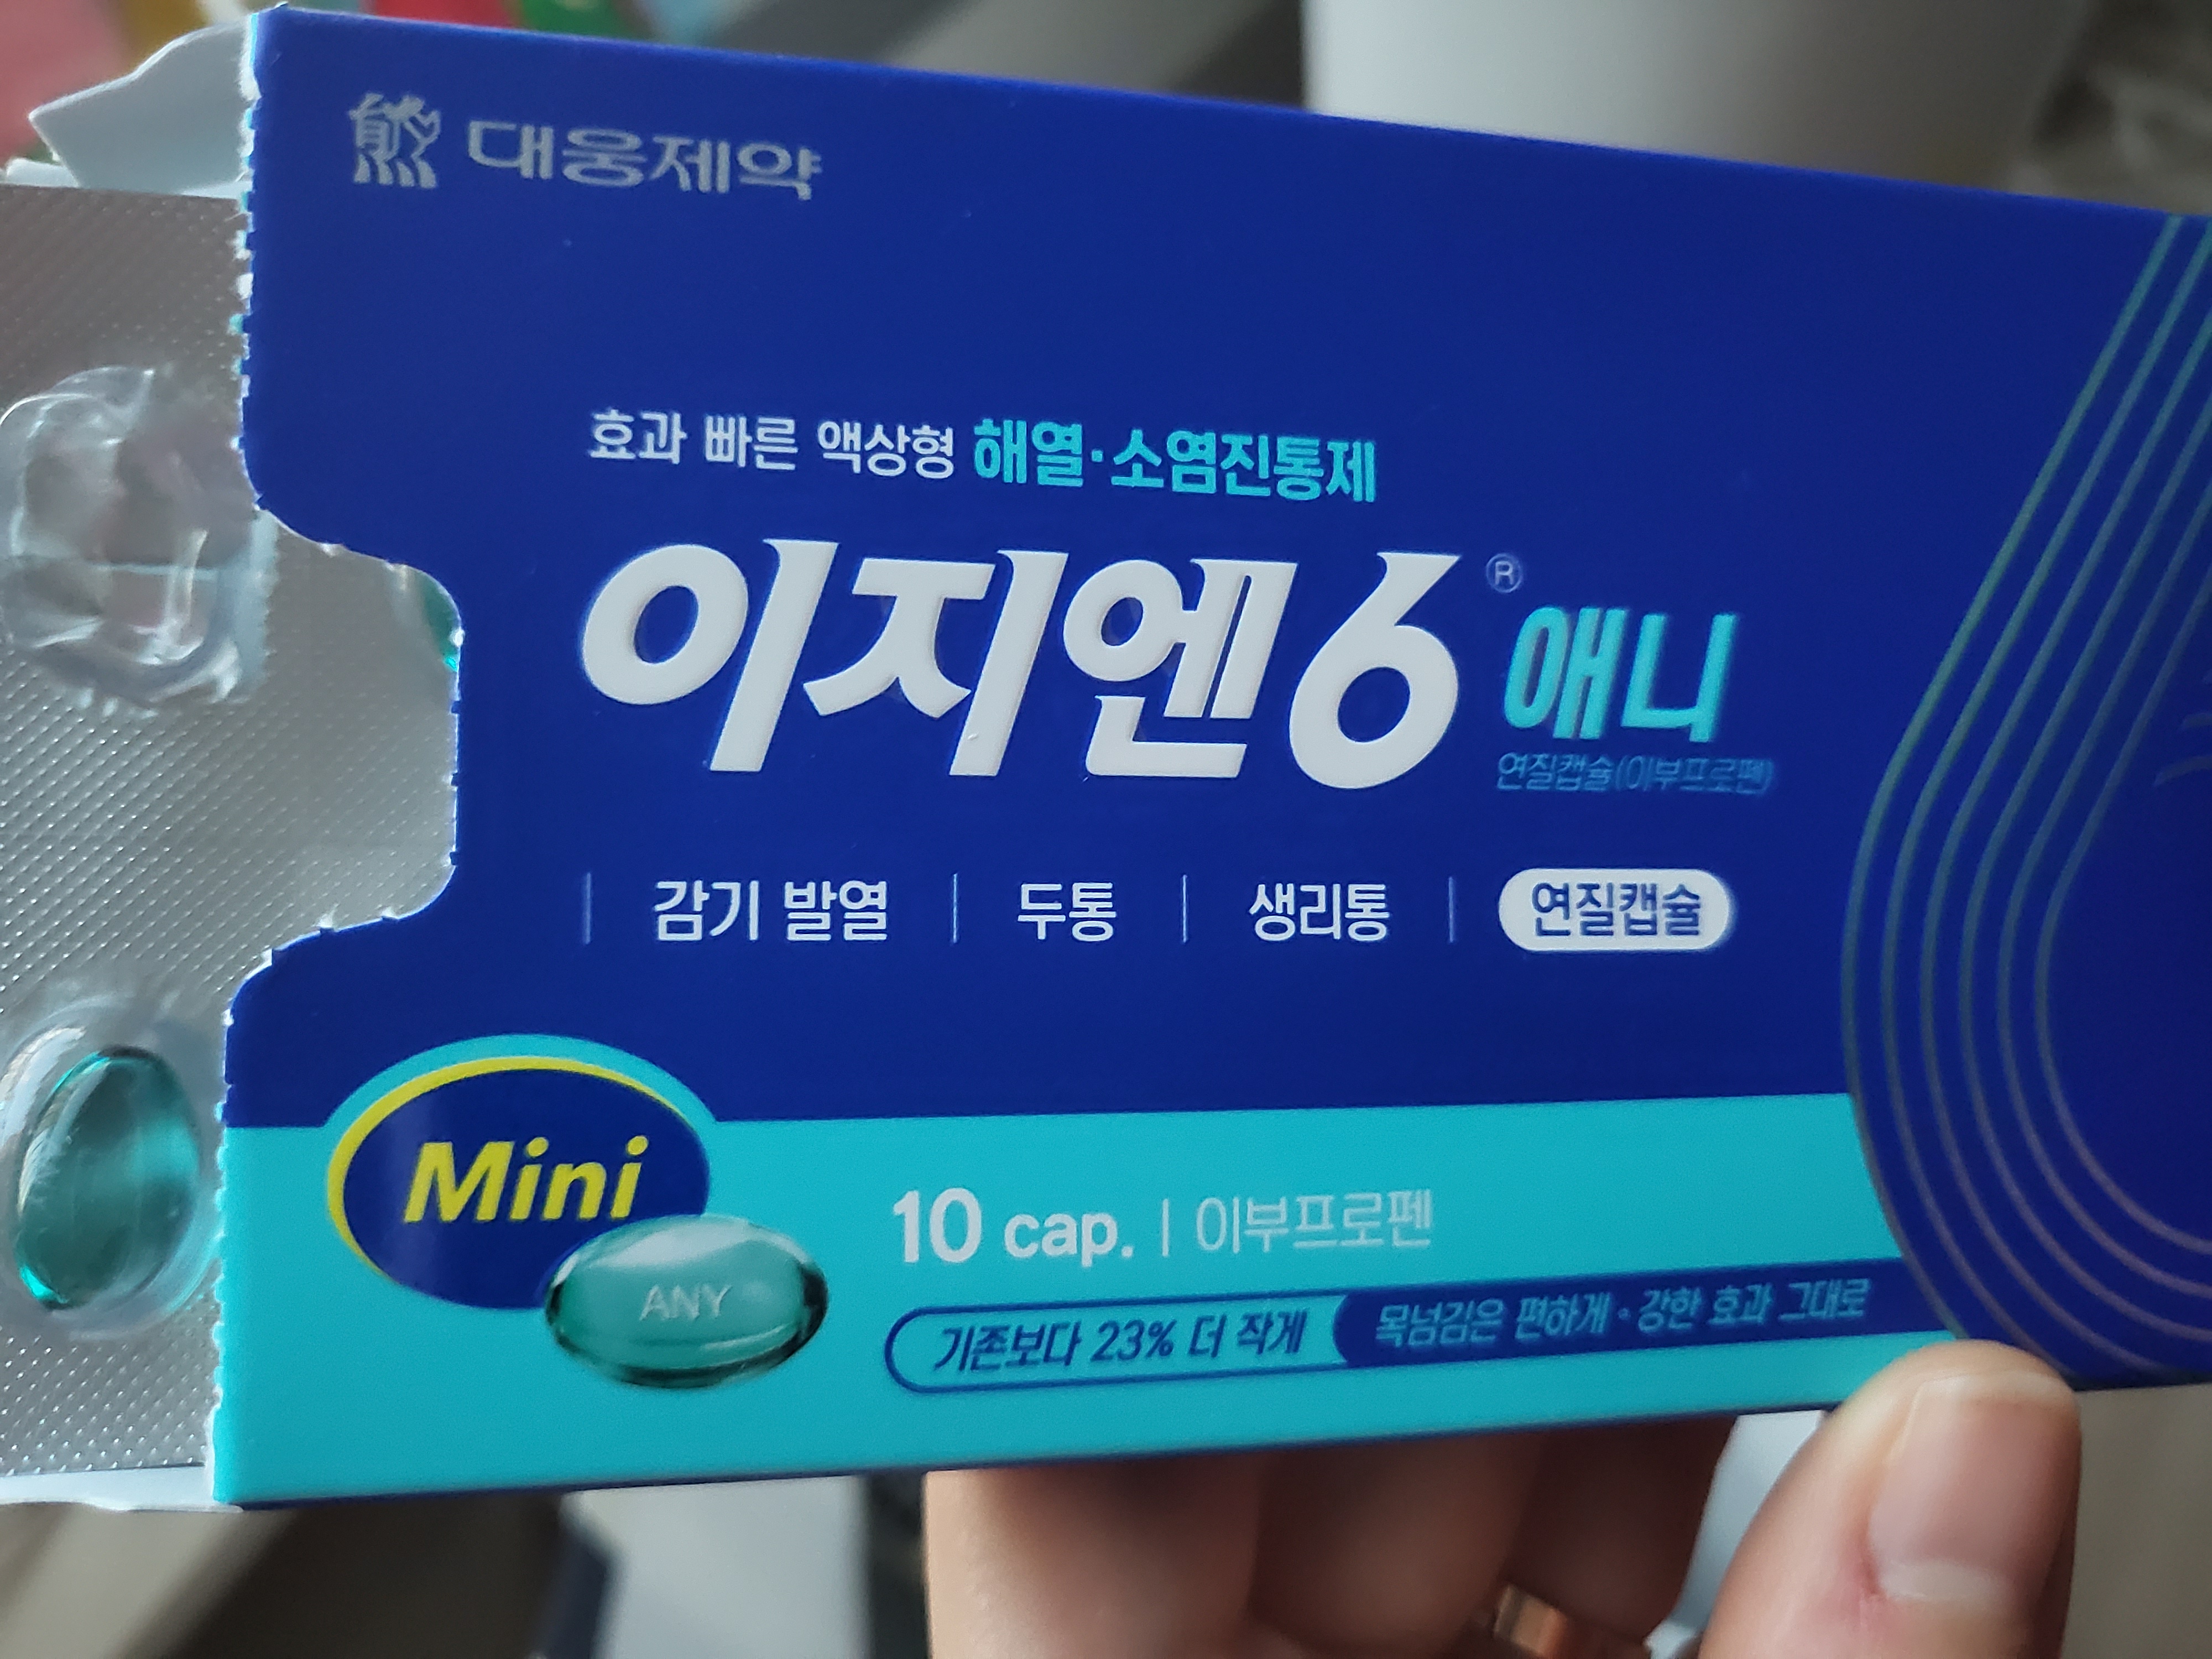 대웅제약
효과 빠른 액상형 해열·소염진통제
이지엔6® 애니
연질캡슐(이부프로펜)
감기 발열 | 두통 | 생리통 | 연질캡슐
Mini
ANY
10 cap. | 이부프로펜
기존보다 23% 더 작게 목넘김은 편하게 • 강한 효과 그대로